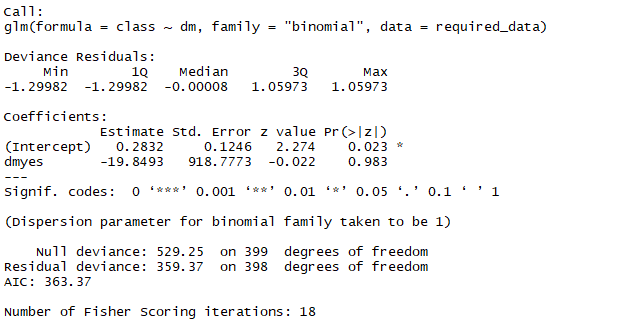 Call:
glm(formula = class ~ dm, family = "binomial", data = required_data)
Deviance Residuals:
Min 1Q Median 3Q Max
-1.29982 -1.29982 -0.00008 1.05973 1.05973
Coefficients:
Estimate Std. Error z value Pr(>|z|)
(Intercept) 0.2832 0.1246 2.274 0.023 *
dmyes -19.8493 918.7773 -0.022 0.983
---
Signif. codes: 0 ‘***’ 0.001 ‘**’ 0.01 ‘*’ 0.05 ‘.’ 0.1 ‘ ’ 1
(Dispersion parameter for binomial family taken to be 1)
Null deviance: 529.25 on 399 degrees of freedom
Residual deviance: 359.37 on 398 degrees of freedom
AIC: 363.37
Number of Fisher Scoring iterations: 18